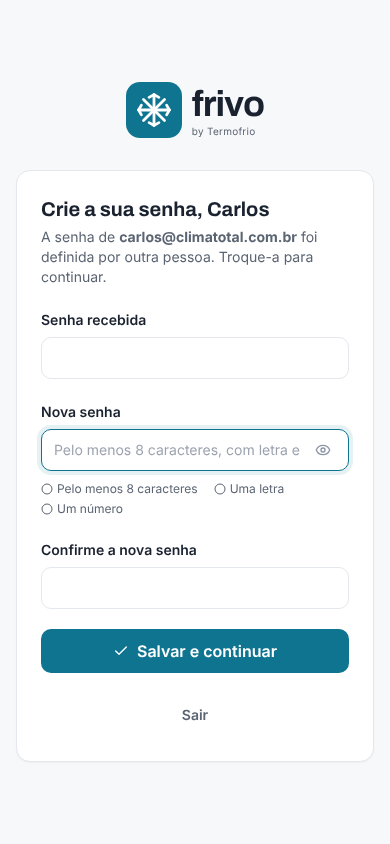 frivo
by Termofrio
Crie a sua senha, Carlos
A senha de carlos@climatotal.com.br foi
definida por outra pessoa. Troque-a para
continuar.
Senha recebida
Nova senha
Pelo menos 8 caracteres, com letra e
Pelo menos 8 caracteres
Uma letra
Um número
Confirme a nova senha
Salvar e continuar
Sair